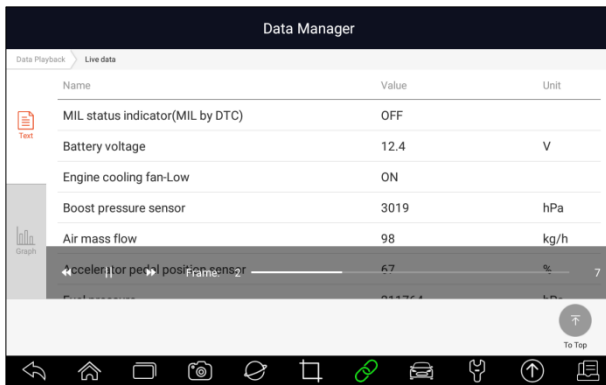 Data Manager
Data Playback Live data
Name Value Unit
Text
MIL status indicator(MIL by DTC) OFF
Battery voltage 12.4 V
Engine cooling fan-Low ON
Boost pressure sensor 3019 hPa
Graph
Air mass flow 98 kg/h
Accelerator pedal position sensor 67 %
Frame: 2 7
To Top